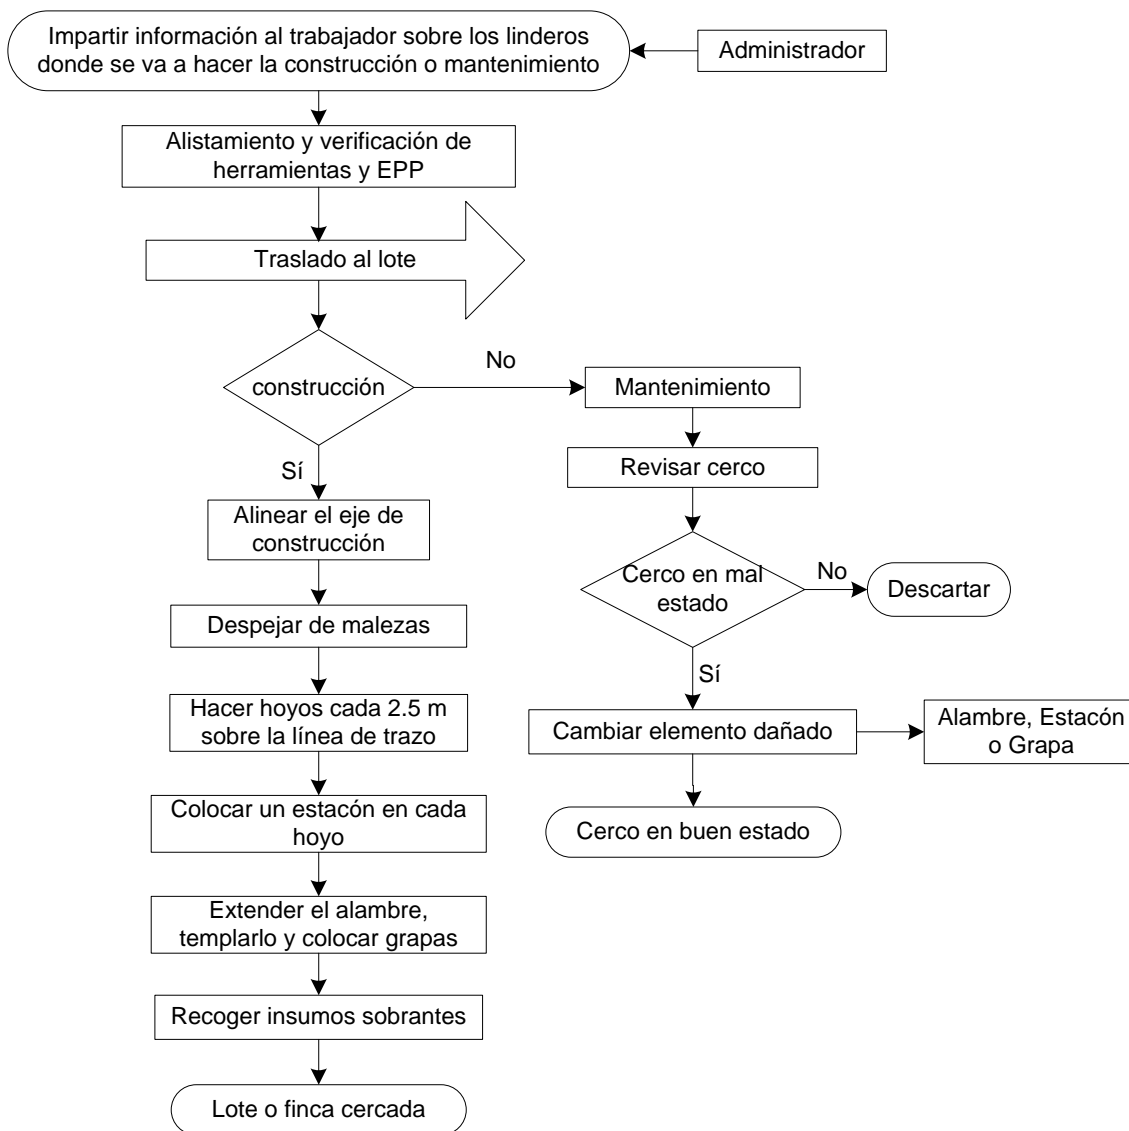 Impartir información al trabajador sobre los linderos
donde se va a hacer la construcción o mantenimiento
Administrador
Alistamiento y verificación de
herramientas y EPP
Traslado al lote
construcción
No
Mantenimiento
Revisar cerco
Sí
Alinear el eje de
construcción
Cerco en mal
estado
No
Descartar
Despejar de malezas
Sí
Hacer hoyos cada 2.5 m
sobre la línea de trazo
Cambiar elemento dañado
Alambre, Estacón
o Grapa
Colocar un estacón en cada
hoyo
Cerco en buen estado
Extender el alambre,
templarlo y colocar grapas
Recoger insumos sobrantes
Lote o finca cercada